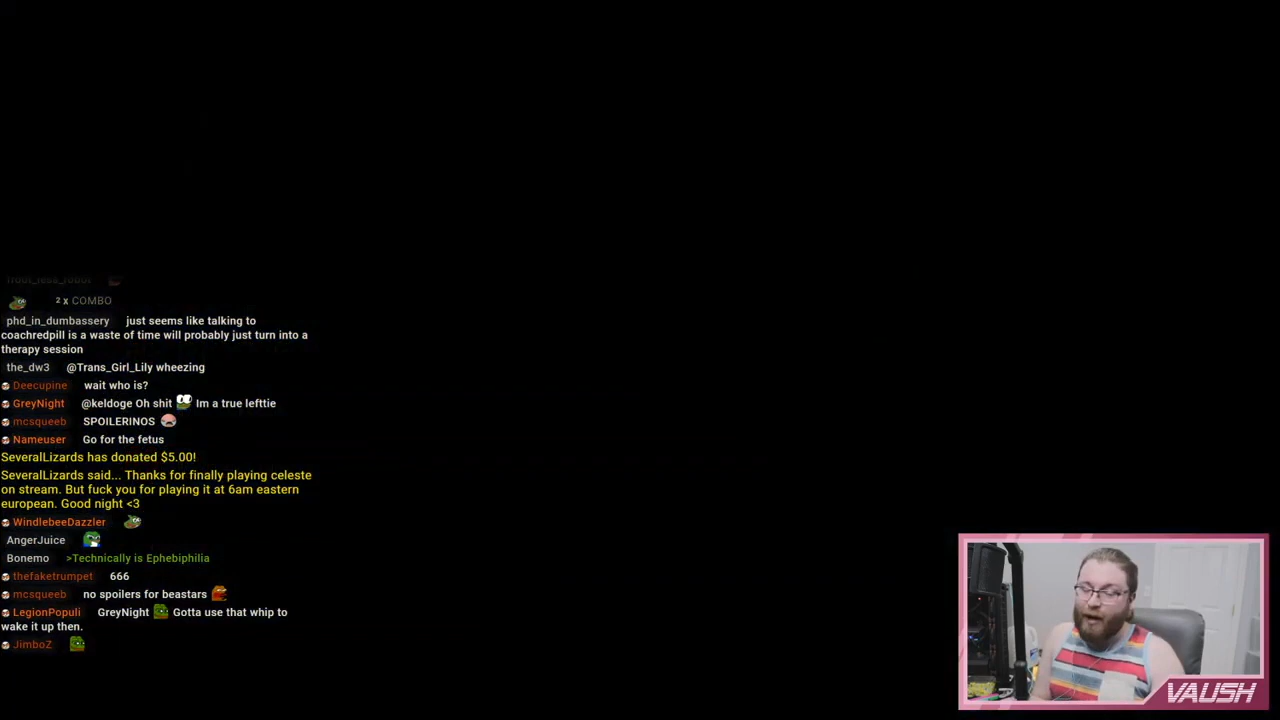 2 x COMBO
phd_in_dumbassery just seems like talking to
coachredpill is a waste of time will probably just turn into a
therapy session
the_dw3 @Trans_Girl_Lily wheezing
Deecupine wait who is?
GreyNight @keldoge Oh shit Im a true lefttie
mcsqueeb SPOILERINOS
Nameuser Go for the fetus
SeveralLizards has donated $5.00!
SeveralLizards said... Thanks for finally playing celeste
on stream. But fuck you for playing it at 6am eastern
european. Good night <3
WindlebeeDazzler
AngerJuice
Bonemo >Technically is Ephebiphilia
thefaketrumpet 666
mcsqueeb no spoilers for beastars
LegionPopuli GreyNight Gotta use that whip to
wake it up then.
JimboZ
VAUSH